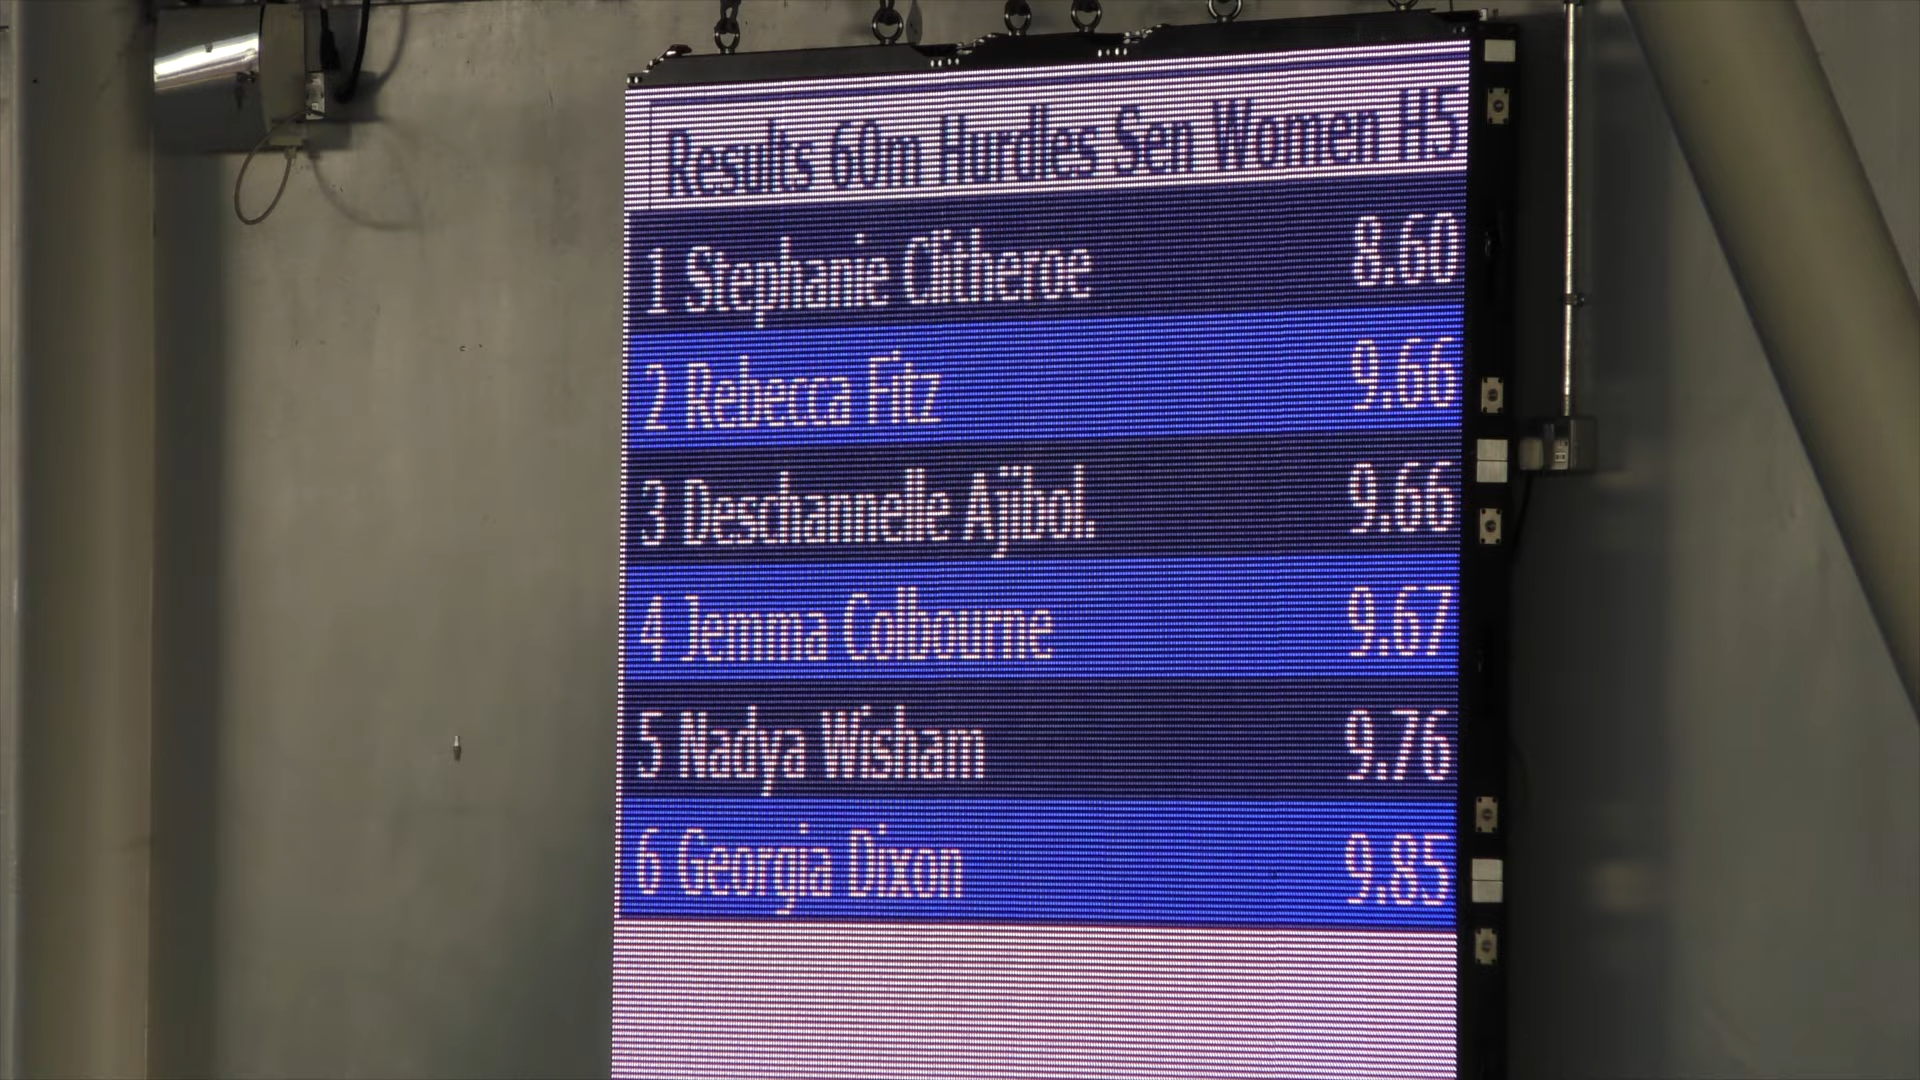 Results 60m Hurdles Sen Women H5
1 Stephanie Clitheroe 8.60
2 Rebecca Fitz 9.66
3 Deschannelle Ajibol. 9.66
4 Jemma Colbourne 9.67
5 Nadya Wisham 9.76
6 Georgia Dixon 9.85